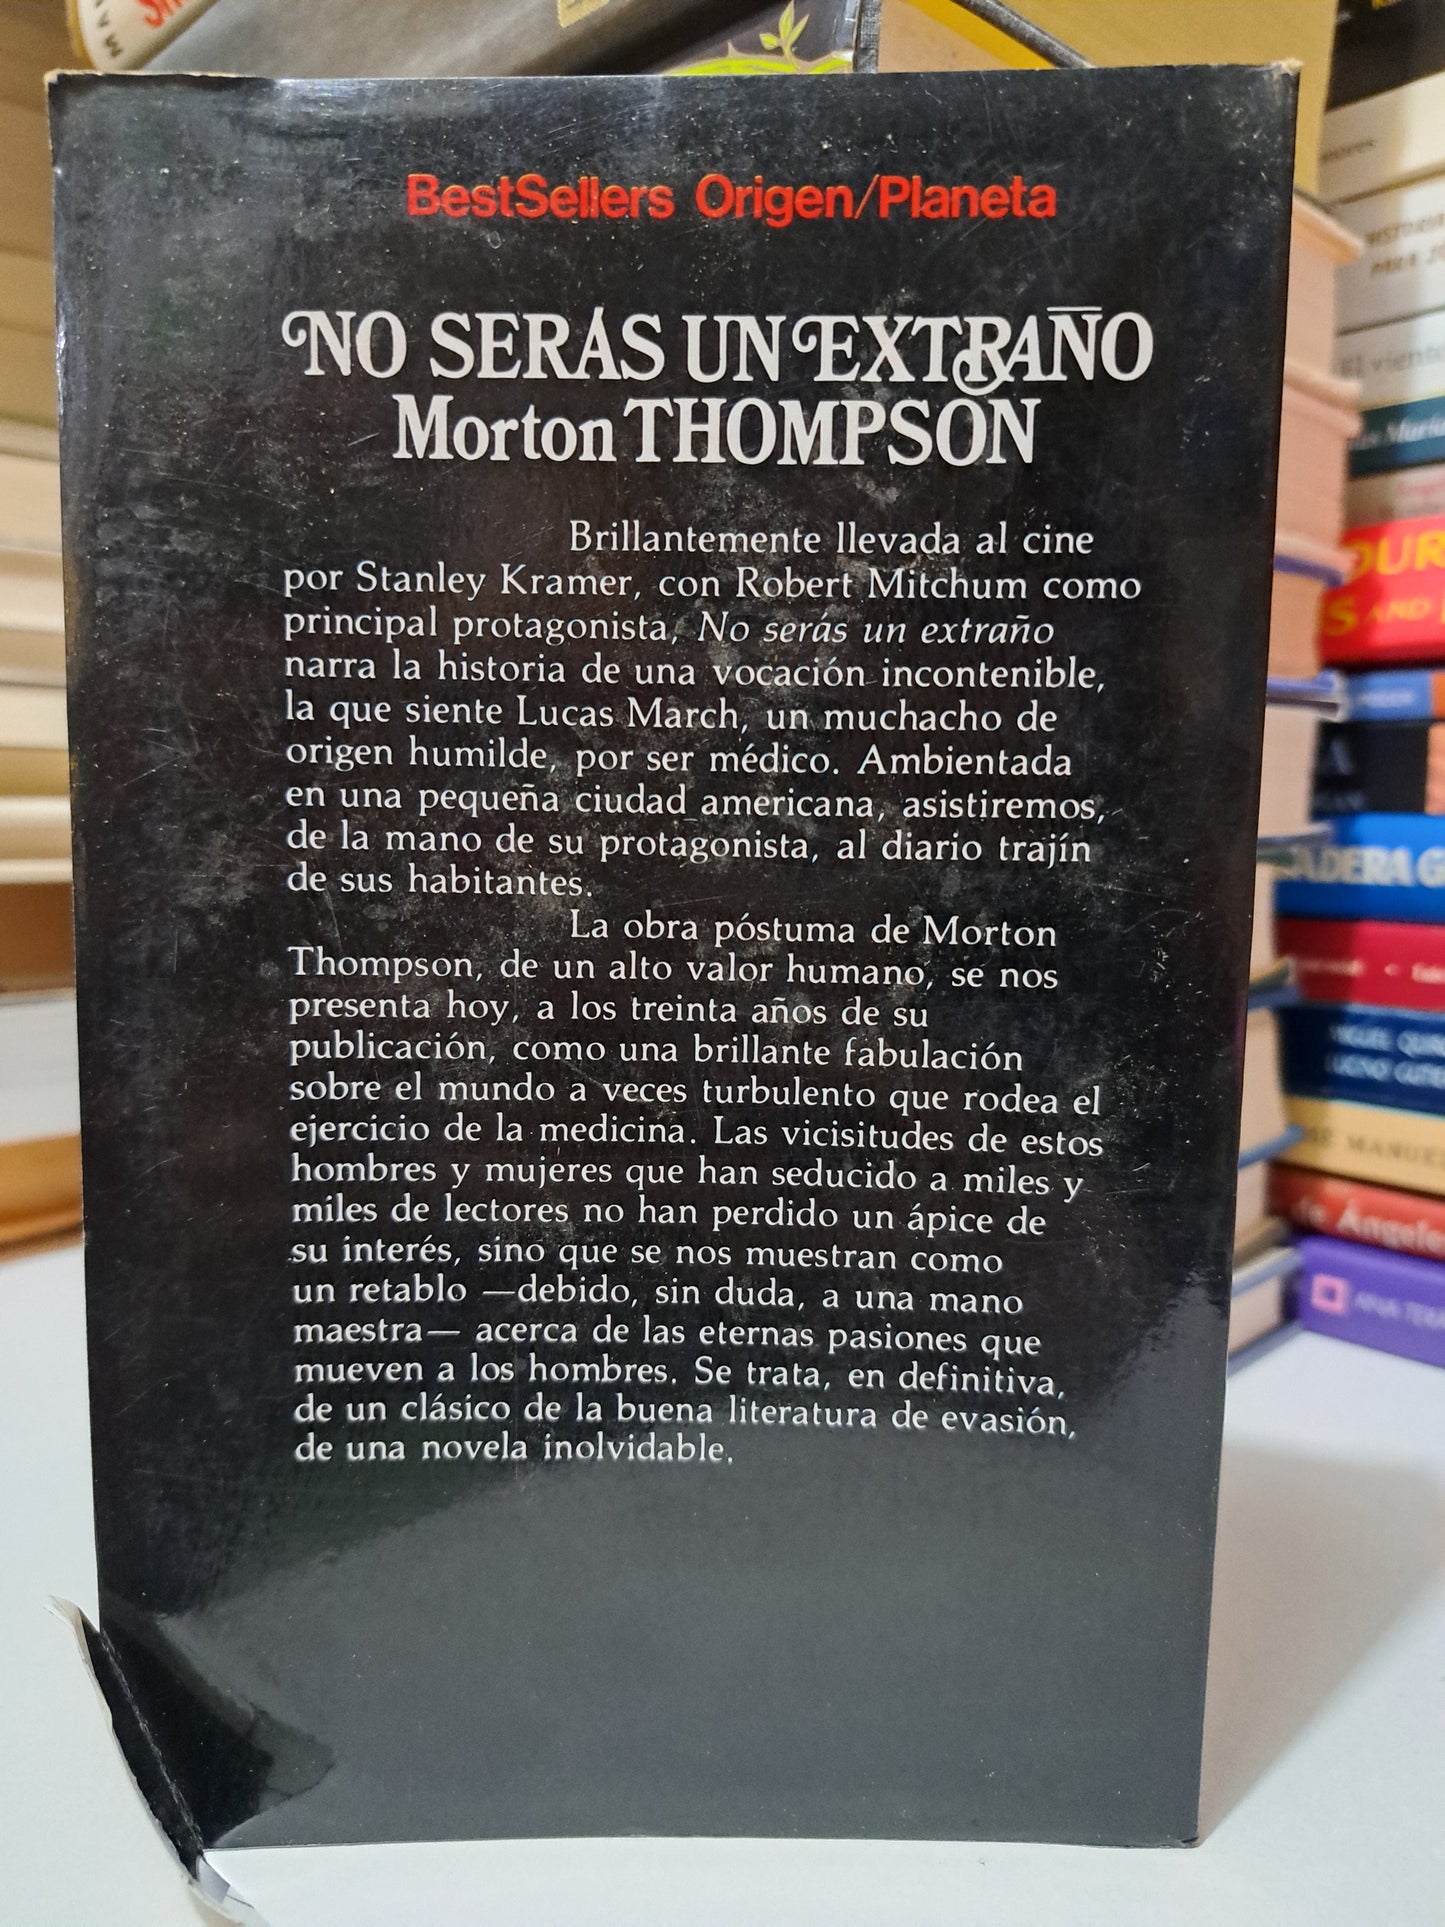 BestSellers Origen/Planeta
NO SERÁS UN EXTRAÑO
Morton THOMPSON
Brillantemente llevada al cine
por Stanley Kramer, con Robert Mitchum como
principal protagonista, No serás un extraño
narra la historia de una vocación incontenible,
la que siente Lucas March, un muchacho de
origen humilde, por ser médico. Ambientada
en una pequeña ciudad americana, asistiremos,
de la mano de su protagonista, al diario trajín
de sus habitantes.
La obra póstuma de Morton
Thompson, de un alto valor humano, se nos
presenta hoy, a los treinta años de su
publicación, como una brillante fabulación
sobre el mundo a veces turbulento que rodea el
ejercicio de la medicina. Las vicisitudes de estos
hombres y mujeres que han seducido a miles y
miles de lectores no han perdido un ápice de
su interés, sino que se nos muestran como
un retablo —debido, sin duda, a una mano
maestra— acerca de las eternas pasiones que
mueven a los hombres. Se trata, en definitiva,
de un clásico de la buena literatura de evasión,
de una novela inolvidable.
El viento
AND
ADERA G
MANUEL
Ángeles
ANA